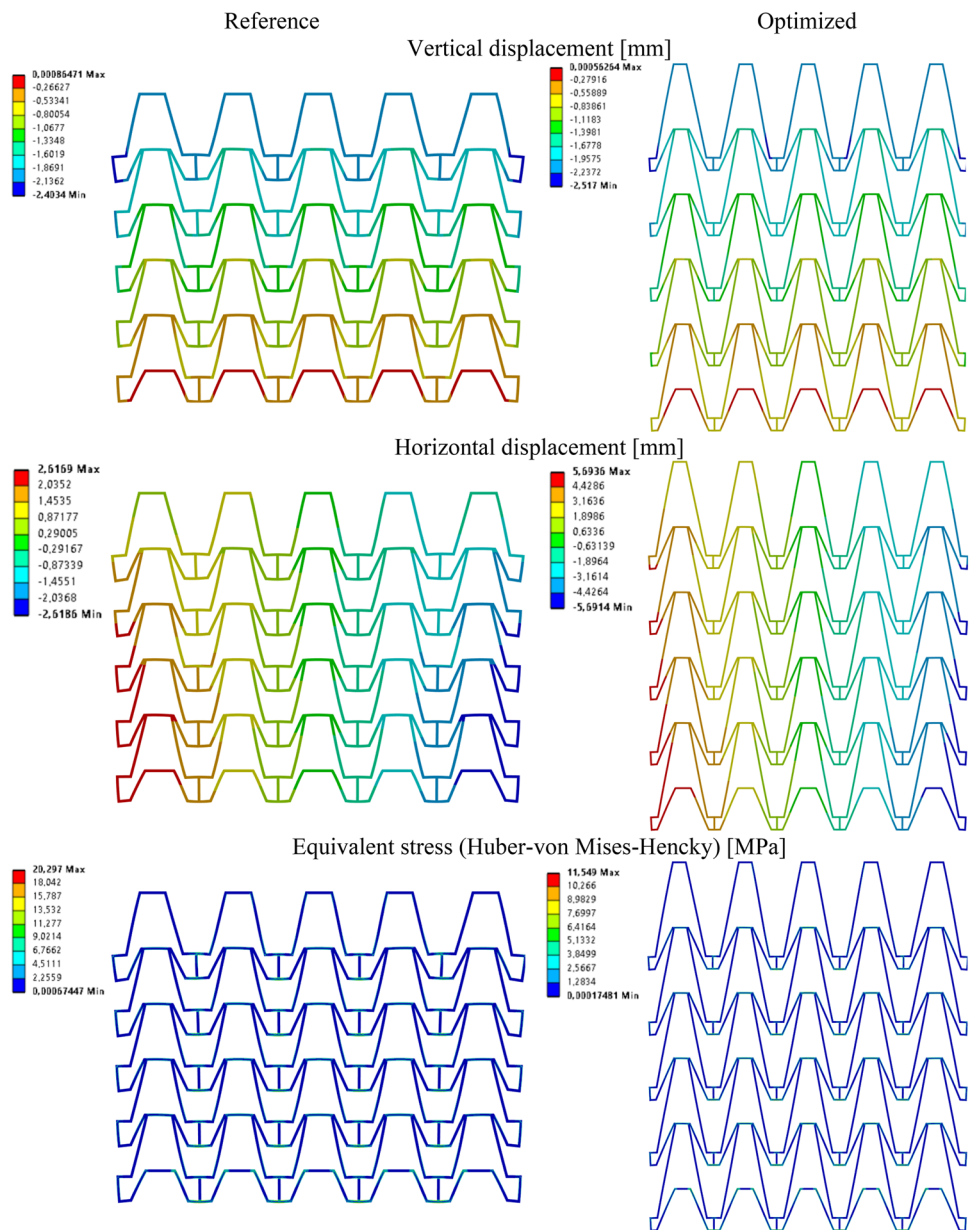 Reference
Optimized
Vertical displacement [mm]
0,00086471 Max
-0,26627
-0,53341
-0,80054
-1,0677
-1,3348
-1,6019
-1,8691
-2,1362
-2,4034 Min
0,00056264 Max
-0,27916
-0,55889
-0,83861
-1,1183
-1,3981
-1,6778
-1,9575
-2,2372
-2,517 Min
Horizontal displacement [mm]
2,6169 Max
2,0352
1,4535
0,87177
0,29005
-0,29167
-0,87339
-1,4551
-2,0368
-2,6186 Min
5,6936 Max
4,4286
3,1636
1,8986
0,6336
-0,63139
-1,8964
-3,1614
-4,4264
-5,6914 Min
Equivalent stress (Huber-von Mises-Hencky) [MPa]
20,297 Max
18,042
15,787
13,532
11,277
9,0214
6,7662
4,5111
2,2559
0,00067447 Min
11,549 Max
10,266
8,9829
7,6997
6,4164
5,1332
3,8499
2,5667
1,2834
0,00017481 Min